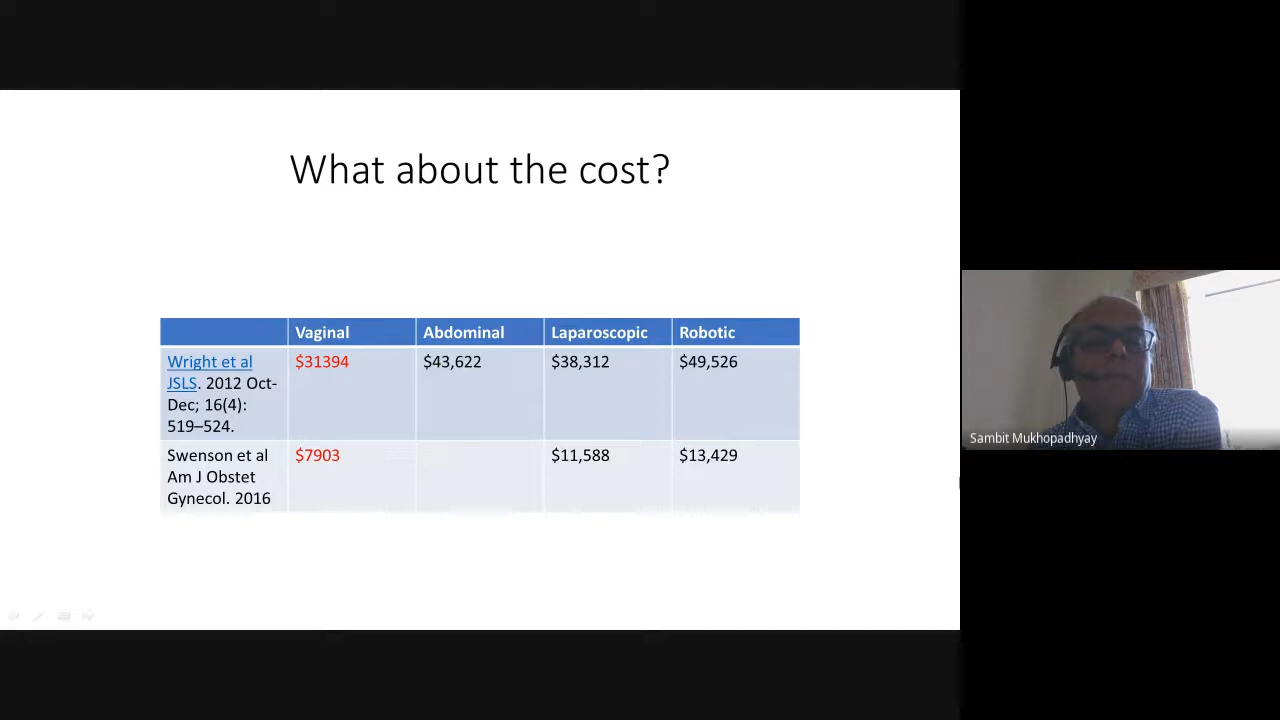 What about the cost?
Vaginal Abdominal Laparoscopic Robotic
Wright et al $31394 $43,622 $38,312 $49,526
JSLS. 2012 Oct-
Dec; 16(4):
519–524.
Swenson et al $7903 $11,588 $13,429
Am J Obstet
Gynecol. 2016
Sambit Mukhopadhyay